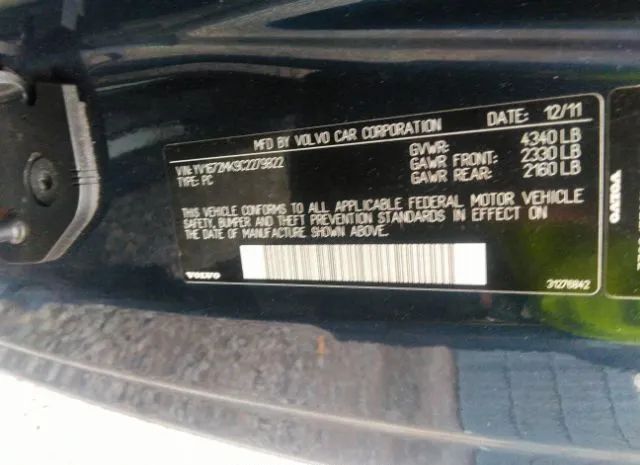 MFD BY VOLVO CAR CORPORATION
DATE: 12/11
VIN: YV1672MK9C2279822
TYPE: PC
GVWR: 4340 LB
GAWR FRONT: 2330 LB
GAWR REAR: 2160 LB
THIS VEHICLE CONFORMS TO ALL APPLICABLE FEDERAL MOTOR VEHICLE
SAFETY, BUMPER AND THEFT PREVENTION STANDARDS IN EFFECT ON
THE DATE OF MANUFACTURE SHOWN ABOVE.
VOLVO
31276842
VOLVO